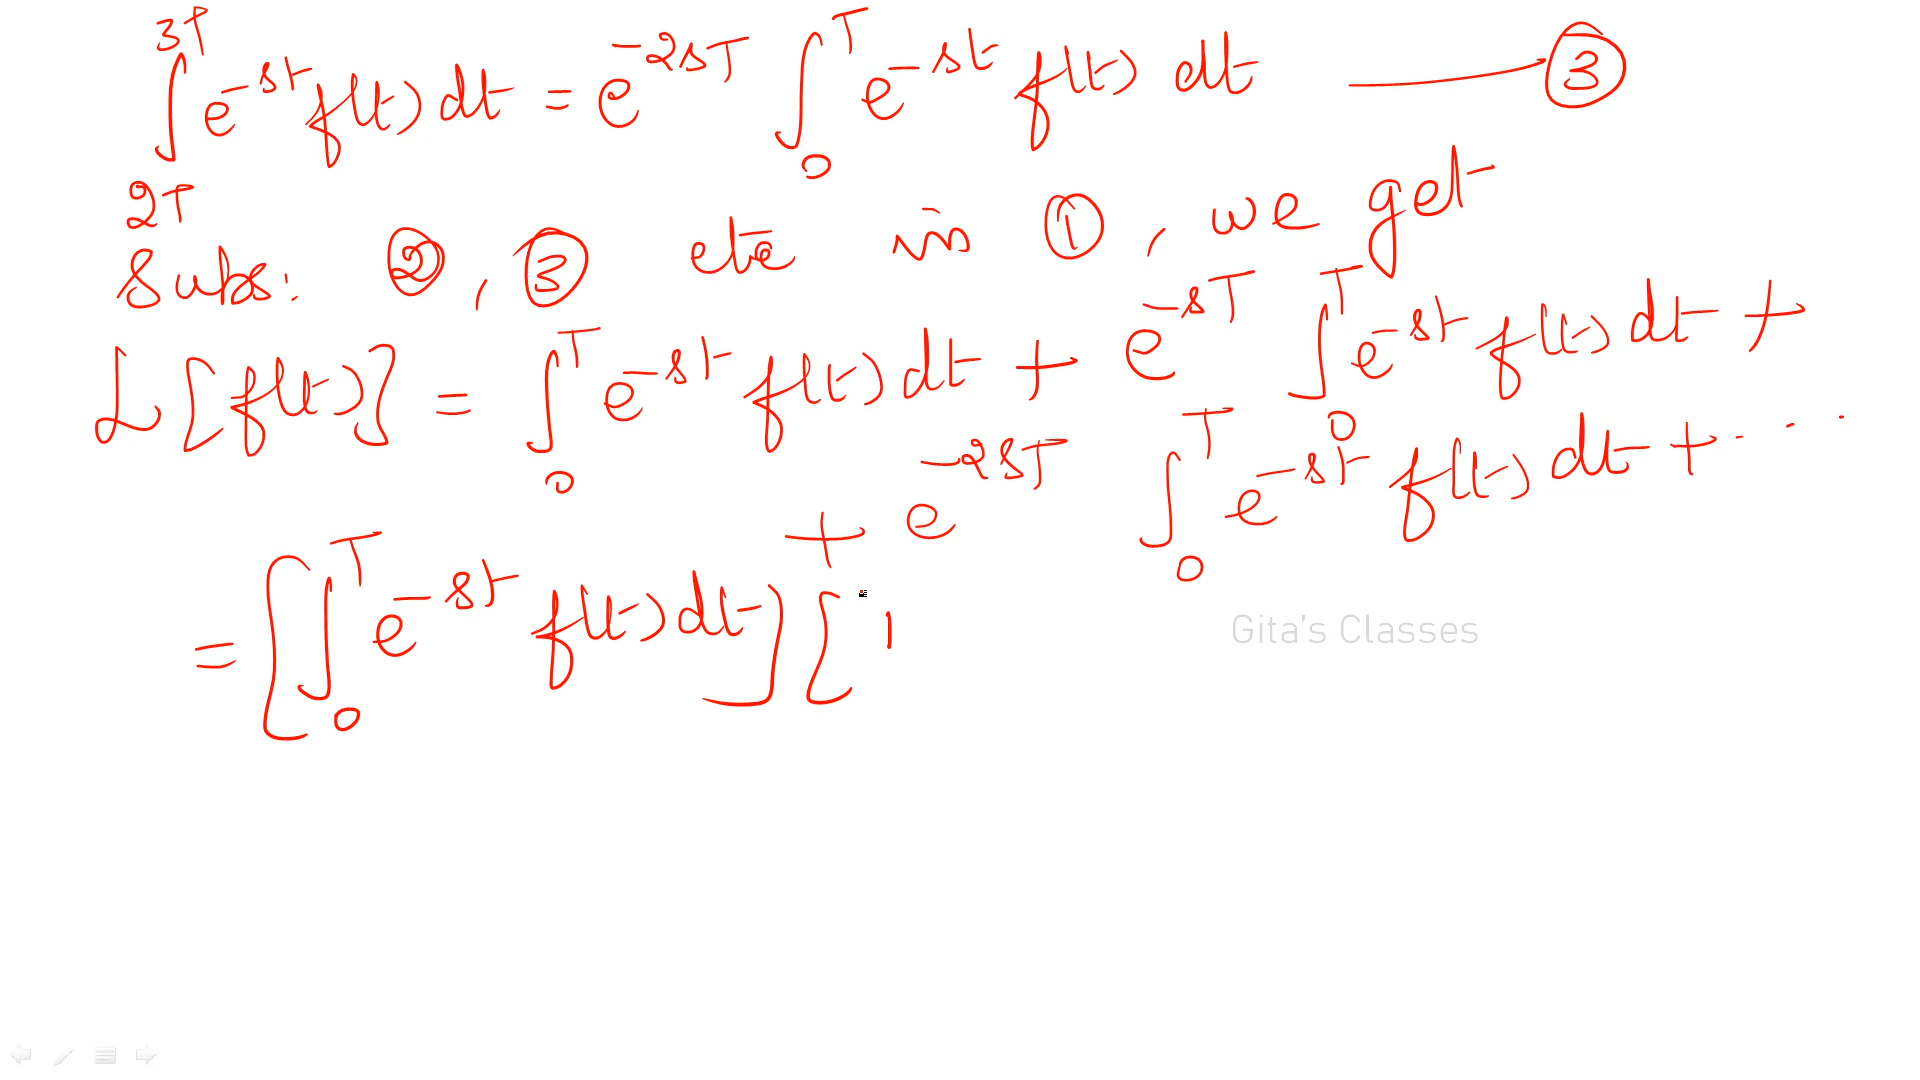 ∫_{2T}^{3T} e^{-st} f(t) dt = e^{-2sT} ∫_0^T e^{-st} f(t) dt —— ③
Subs: ②, ③ etc in ①, we get
L[f(t)] = ∫_0^T e^{-st} f(t) dt + e^{-sT} ∫_0^T e^{-st} f(t) dt +
+ e^{-2sT} ∫_0^T e^{-st} f(t) dt + ....
= [∫_0^T e^{-st} f(t) dt] [1
Gita's Classes